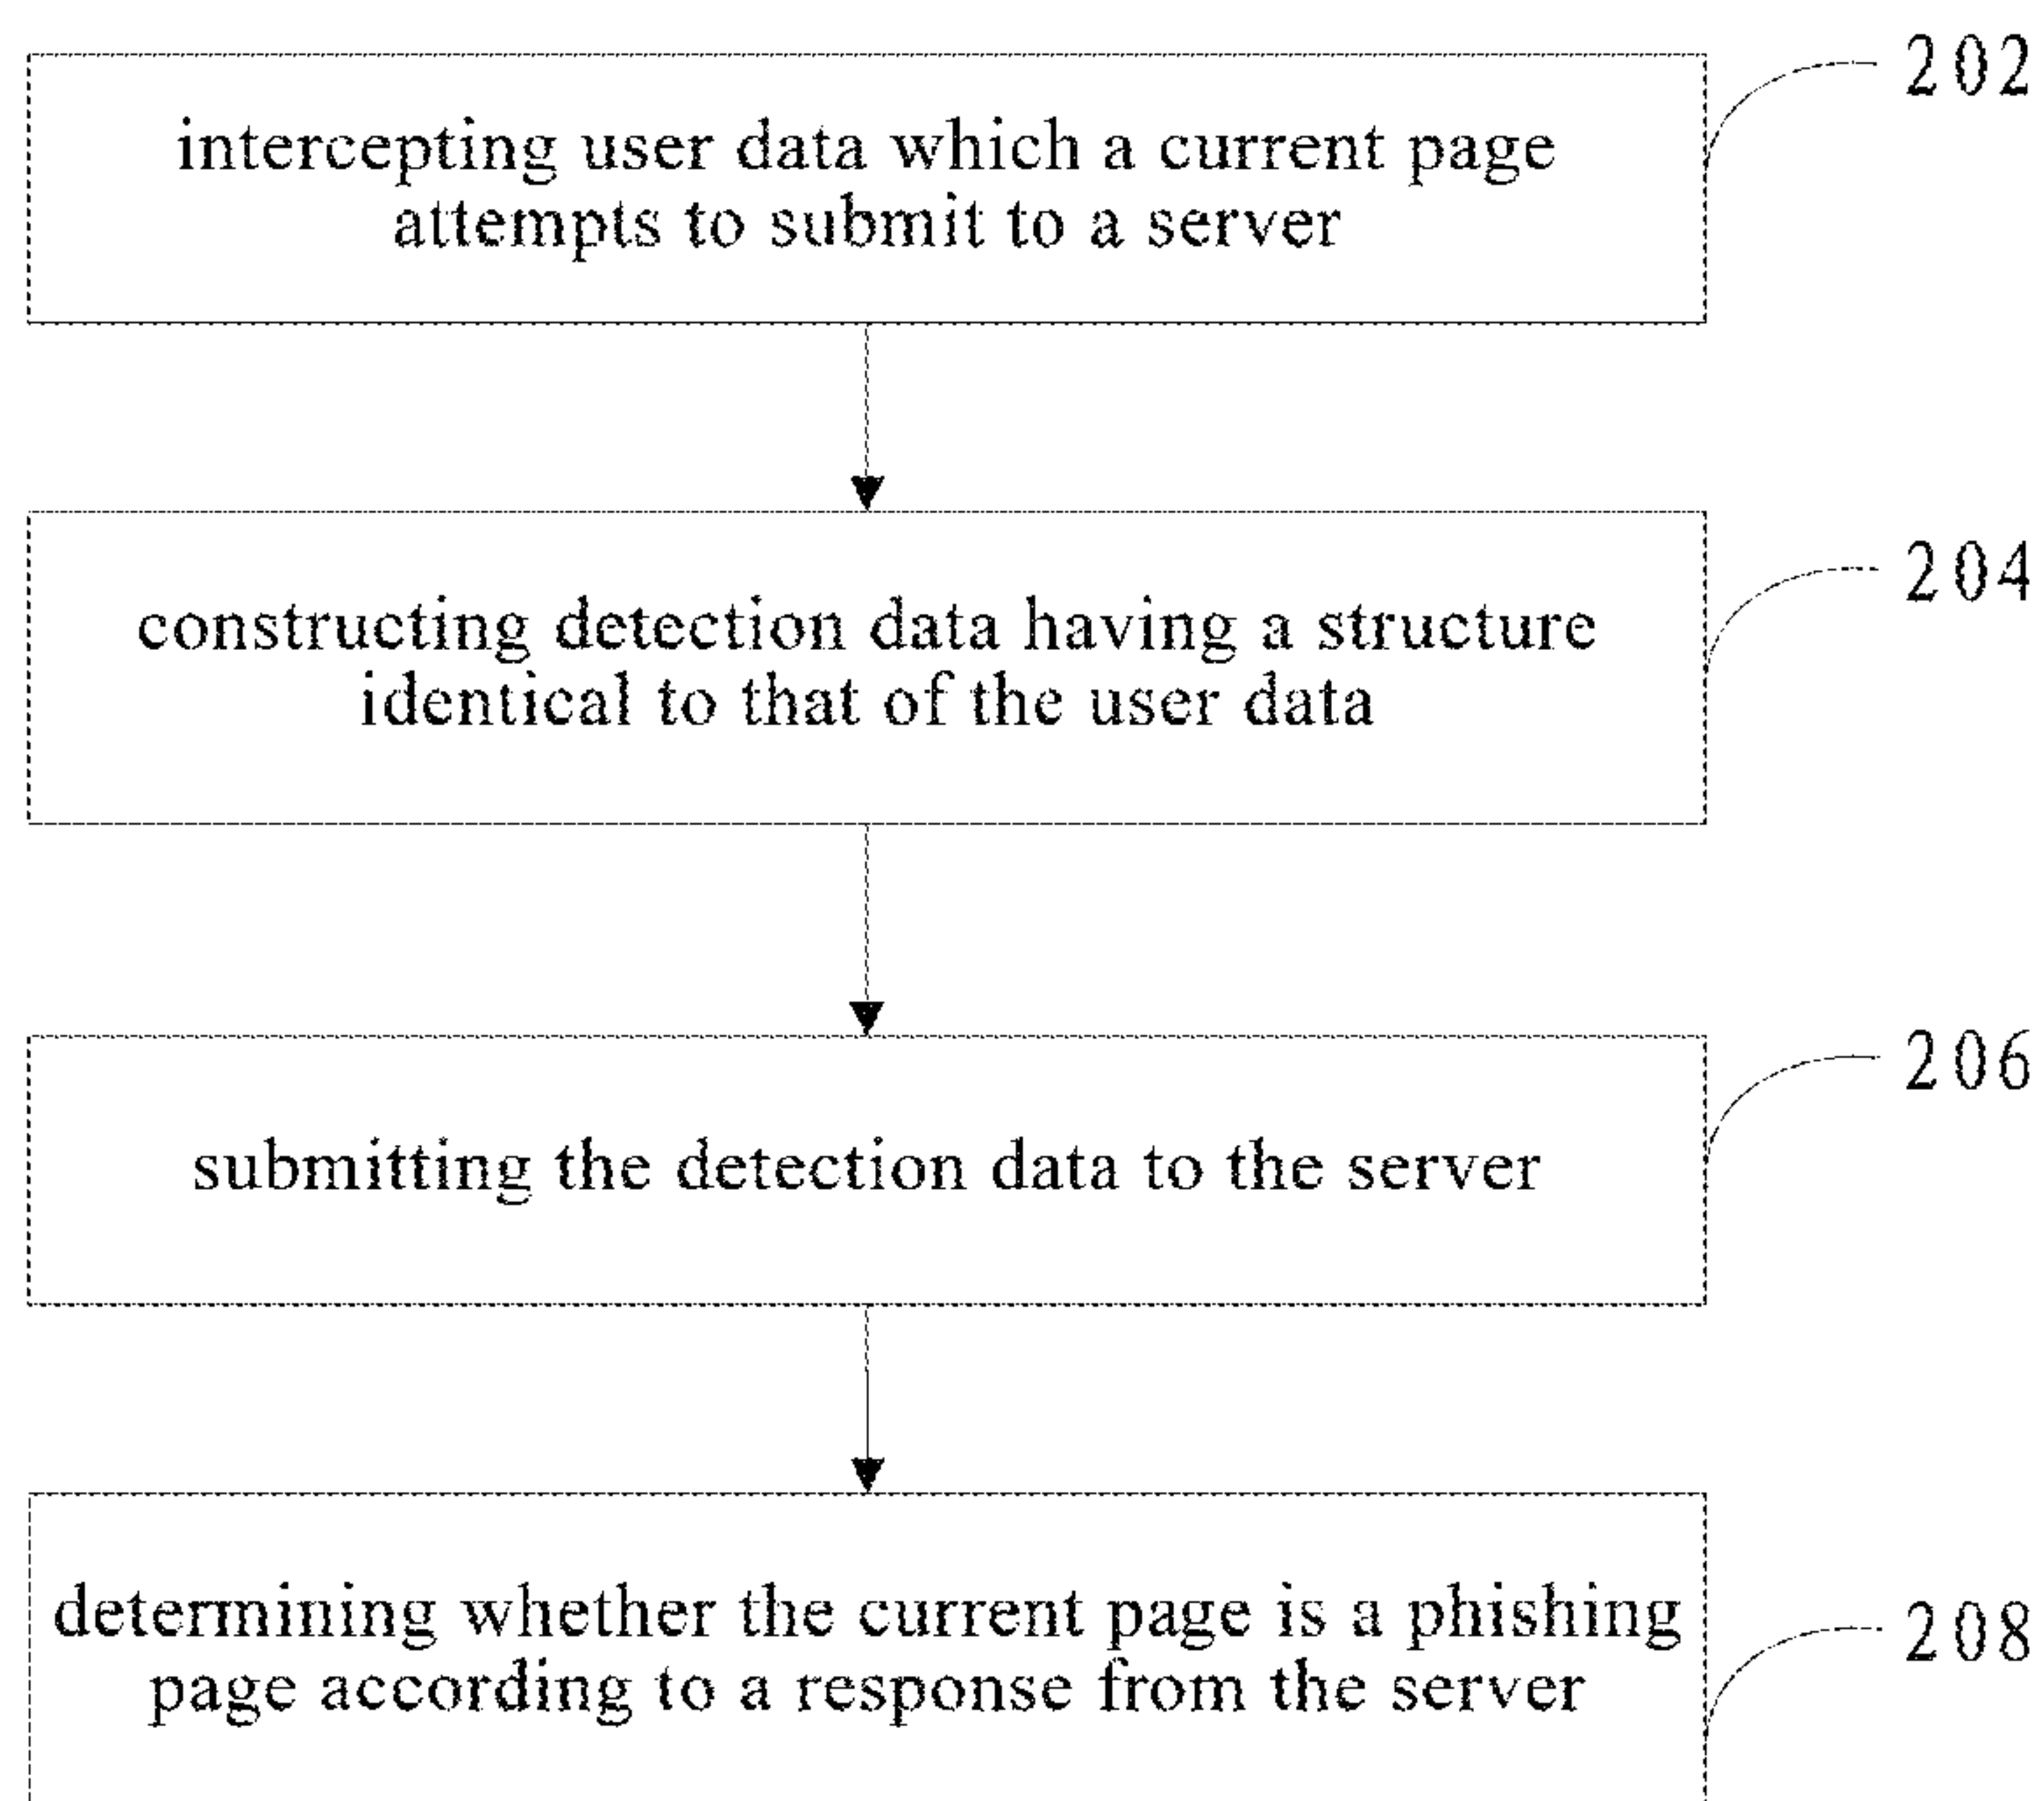 202
intercepting user data which a current page
attempts to submit to a server
204
constructing detection data having a structure
identical to that of the user data
206
submitting the detection data to the server
208
determining whether the current page is a phishing
page according to a response from the server